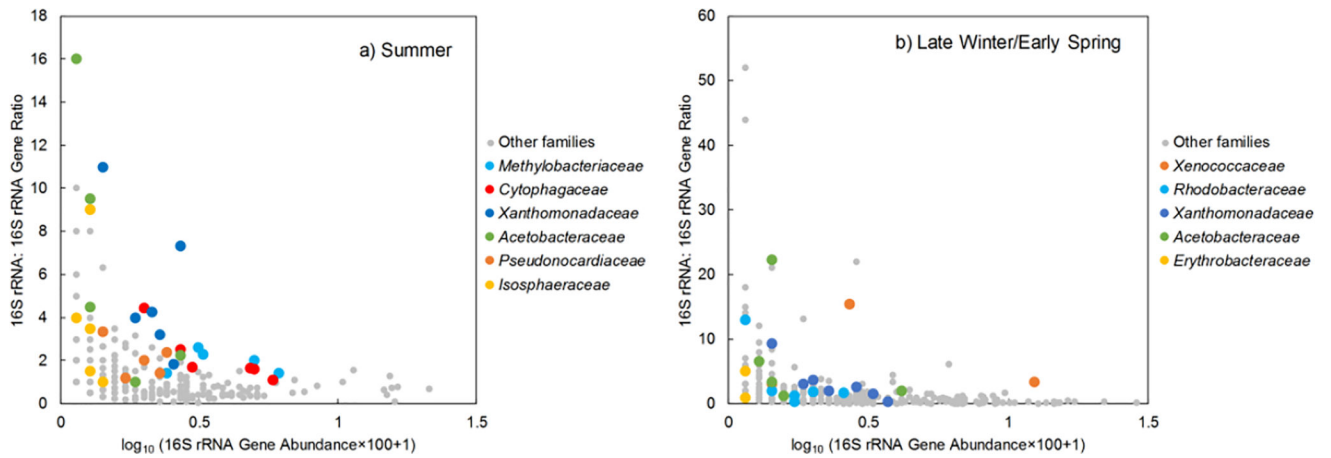 a) Summer
16S rRNA: 16S rRNA Gene Ratio
18
16
14
12
10
8
6
4
2
0
0
0.5
1
1.5
log₁₀ (16S rRNA Gene Abundance×100+1)
Other families
Methylobacteriaceae
Cytophagaceae
Xanthomonadaceae
Acetobacteraceae
Pseudonocardiaceae
Isosphaeraceae
b) Late Winter/Early Spring
16S rRNA: 16S rRNA Gene Ratio
60
50
40
30
20
10
0
0
0.5
1
1.5
log₁₀ (16S rRNA Gene Abundance×100+1)
Other families
Xenococcaceae
Rhodobacteraceae
Xanthomonadaceae
Acetobacteraceae
Erythrobacteraceae